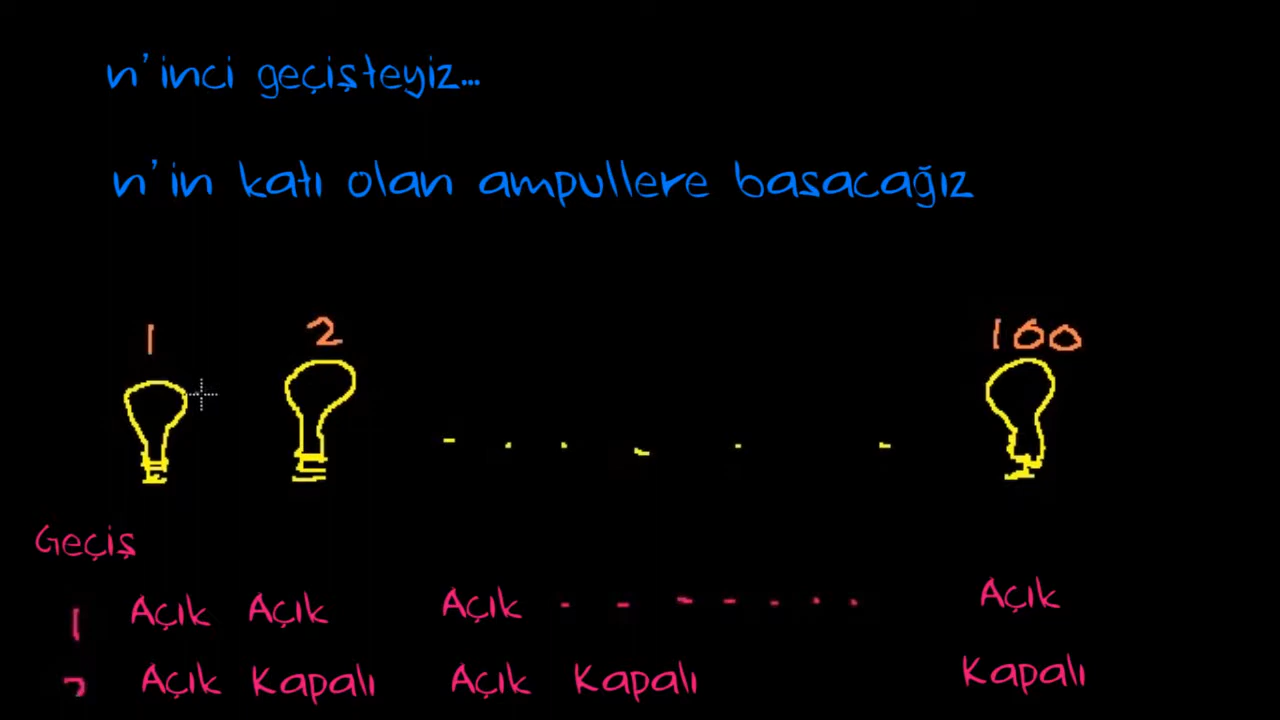 n'inci geçişteyiz...
n'in katı olan ampullere basacağız
1 2 100
Geçiş
1 Açık Açık Açık Açık
2 Açık Kapalı Açık Kapalı Kapalı